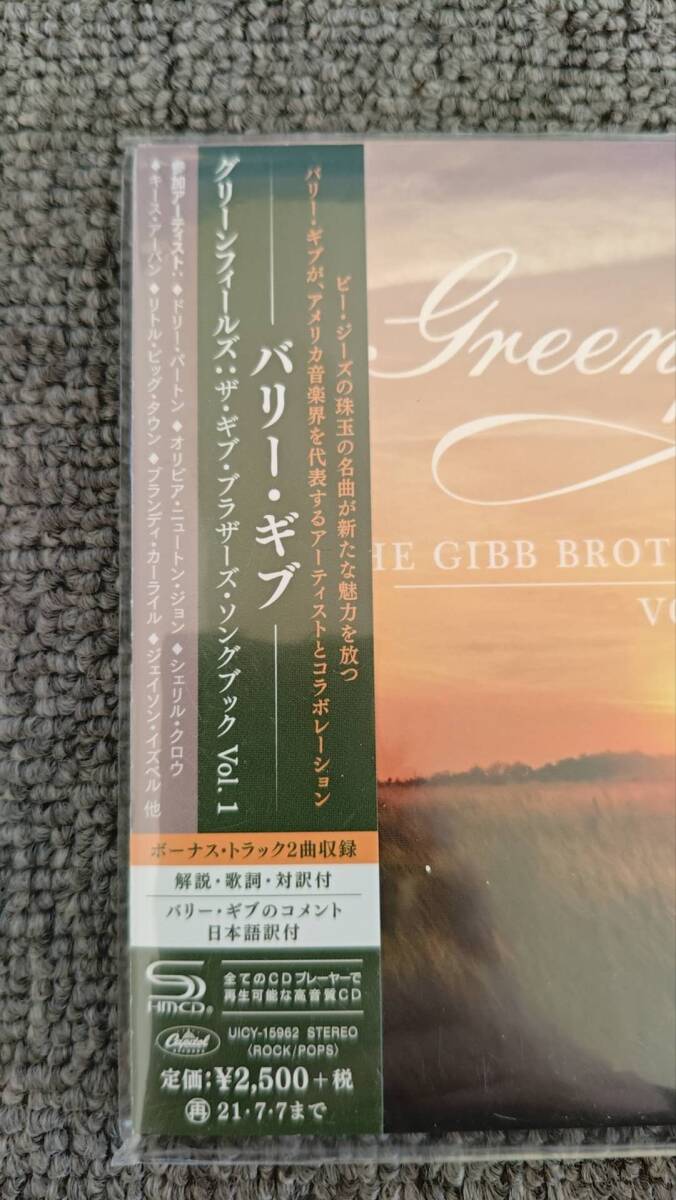 ビー・ジーズの珠玉の名曲が新たな魅力を放つ
バリー・ギブが、アメリカ音楽界を代表するアーティストとコラボレーション
バリー・ギブ
グリーンフィールズ:ザ・ギブ・ブラザーズ・ソングブック Vol.1
参加アーティスト:◆ドリー・パートン ◆オリビア・ニュートン・ジョン ◆シェリル・クロウ
◆キース・アーバン ◆リトル・ビッグ・タウン ◆ブランディ・カーライル ◆ジェイソン・イズベル 他
ボーナス・トラック2曲収録
解説・歌詞・対訳付
バリー・ギブのコメント
日本語訳付
SHM-CD®
全てのCDプレーヤーで
再生可能な高音質CD
Capitol
RECORDS
UICY-15962 STEREO
〈ROCK/POPS〉
定価:¥2,500+税
再 21・7・7まで
Green
HE GIBB BROT
VO